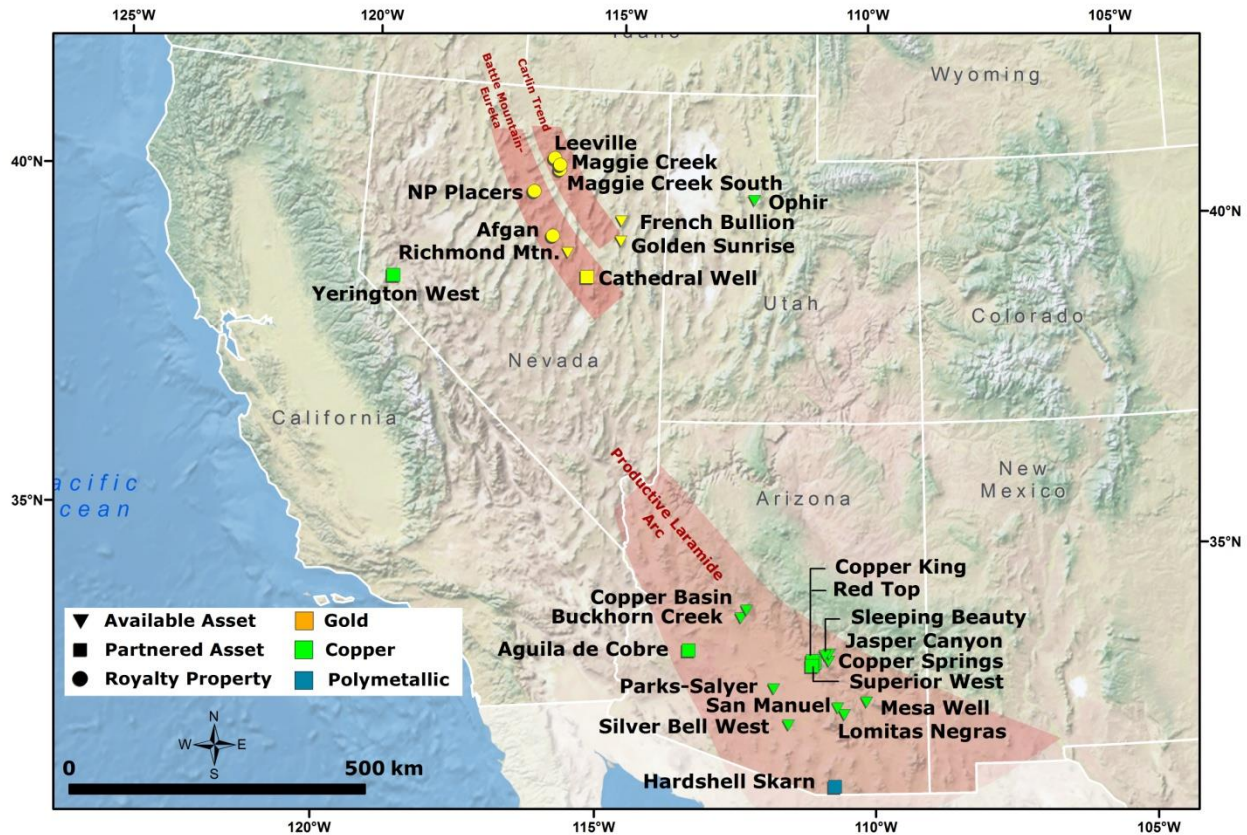 125°W 120°W 115°W 110°W 105°W
Idaho
Wyoming
Battle Mountain-
Eureka
Carlin Trend
Leeville
40°N
Maggie Creek
Maggie Creek South
NP Placers
Ophir
40°N
French Bullion
Afgan
Golden Sunrise
Richmond Mtn.
Cathedral Well
Yerington West
Utah
Colorado
Nevada
California
Productive Laramide
Arc
New
Mexico
Arizona
acific
cean
35°N
35°N
Copper King
Red Top
Copper Basin
Sleeping Beauty
Buckhorn Creek
Jasper Canyon
Aguila de Cobre
Copper Springs
Superior West
Parks-Salyer
San Manuel
Mesa Well
Silver Bell West
Lomitas Negras
Hardshell Skarn
Available Asset
Gold
Partnered Asset
Copper
Royalty Property
Polymetallic
N
W E
S
0 500 km
120°W 115°W 110°W 105°W